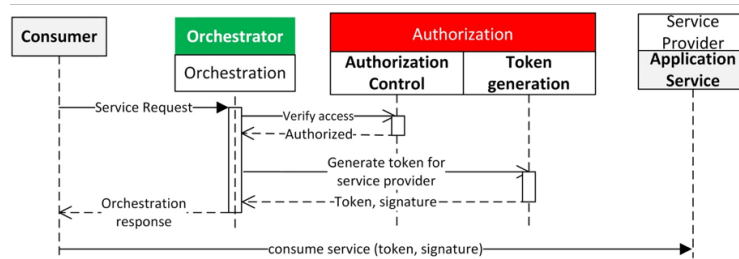 Consumer
Orchestrator
Orchestration
Authorization
Authorization
Control
Token
generation
Service
Provider
Application
Service
Service Request
Verify access
Authorized
Generate token for
service provider
Token, signature
Orchestration
response
consume service (token, signature)